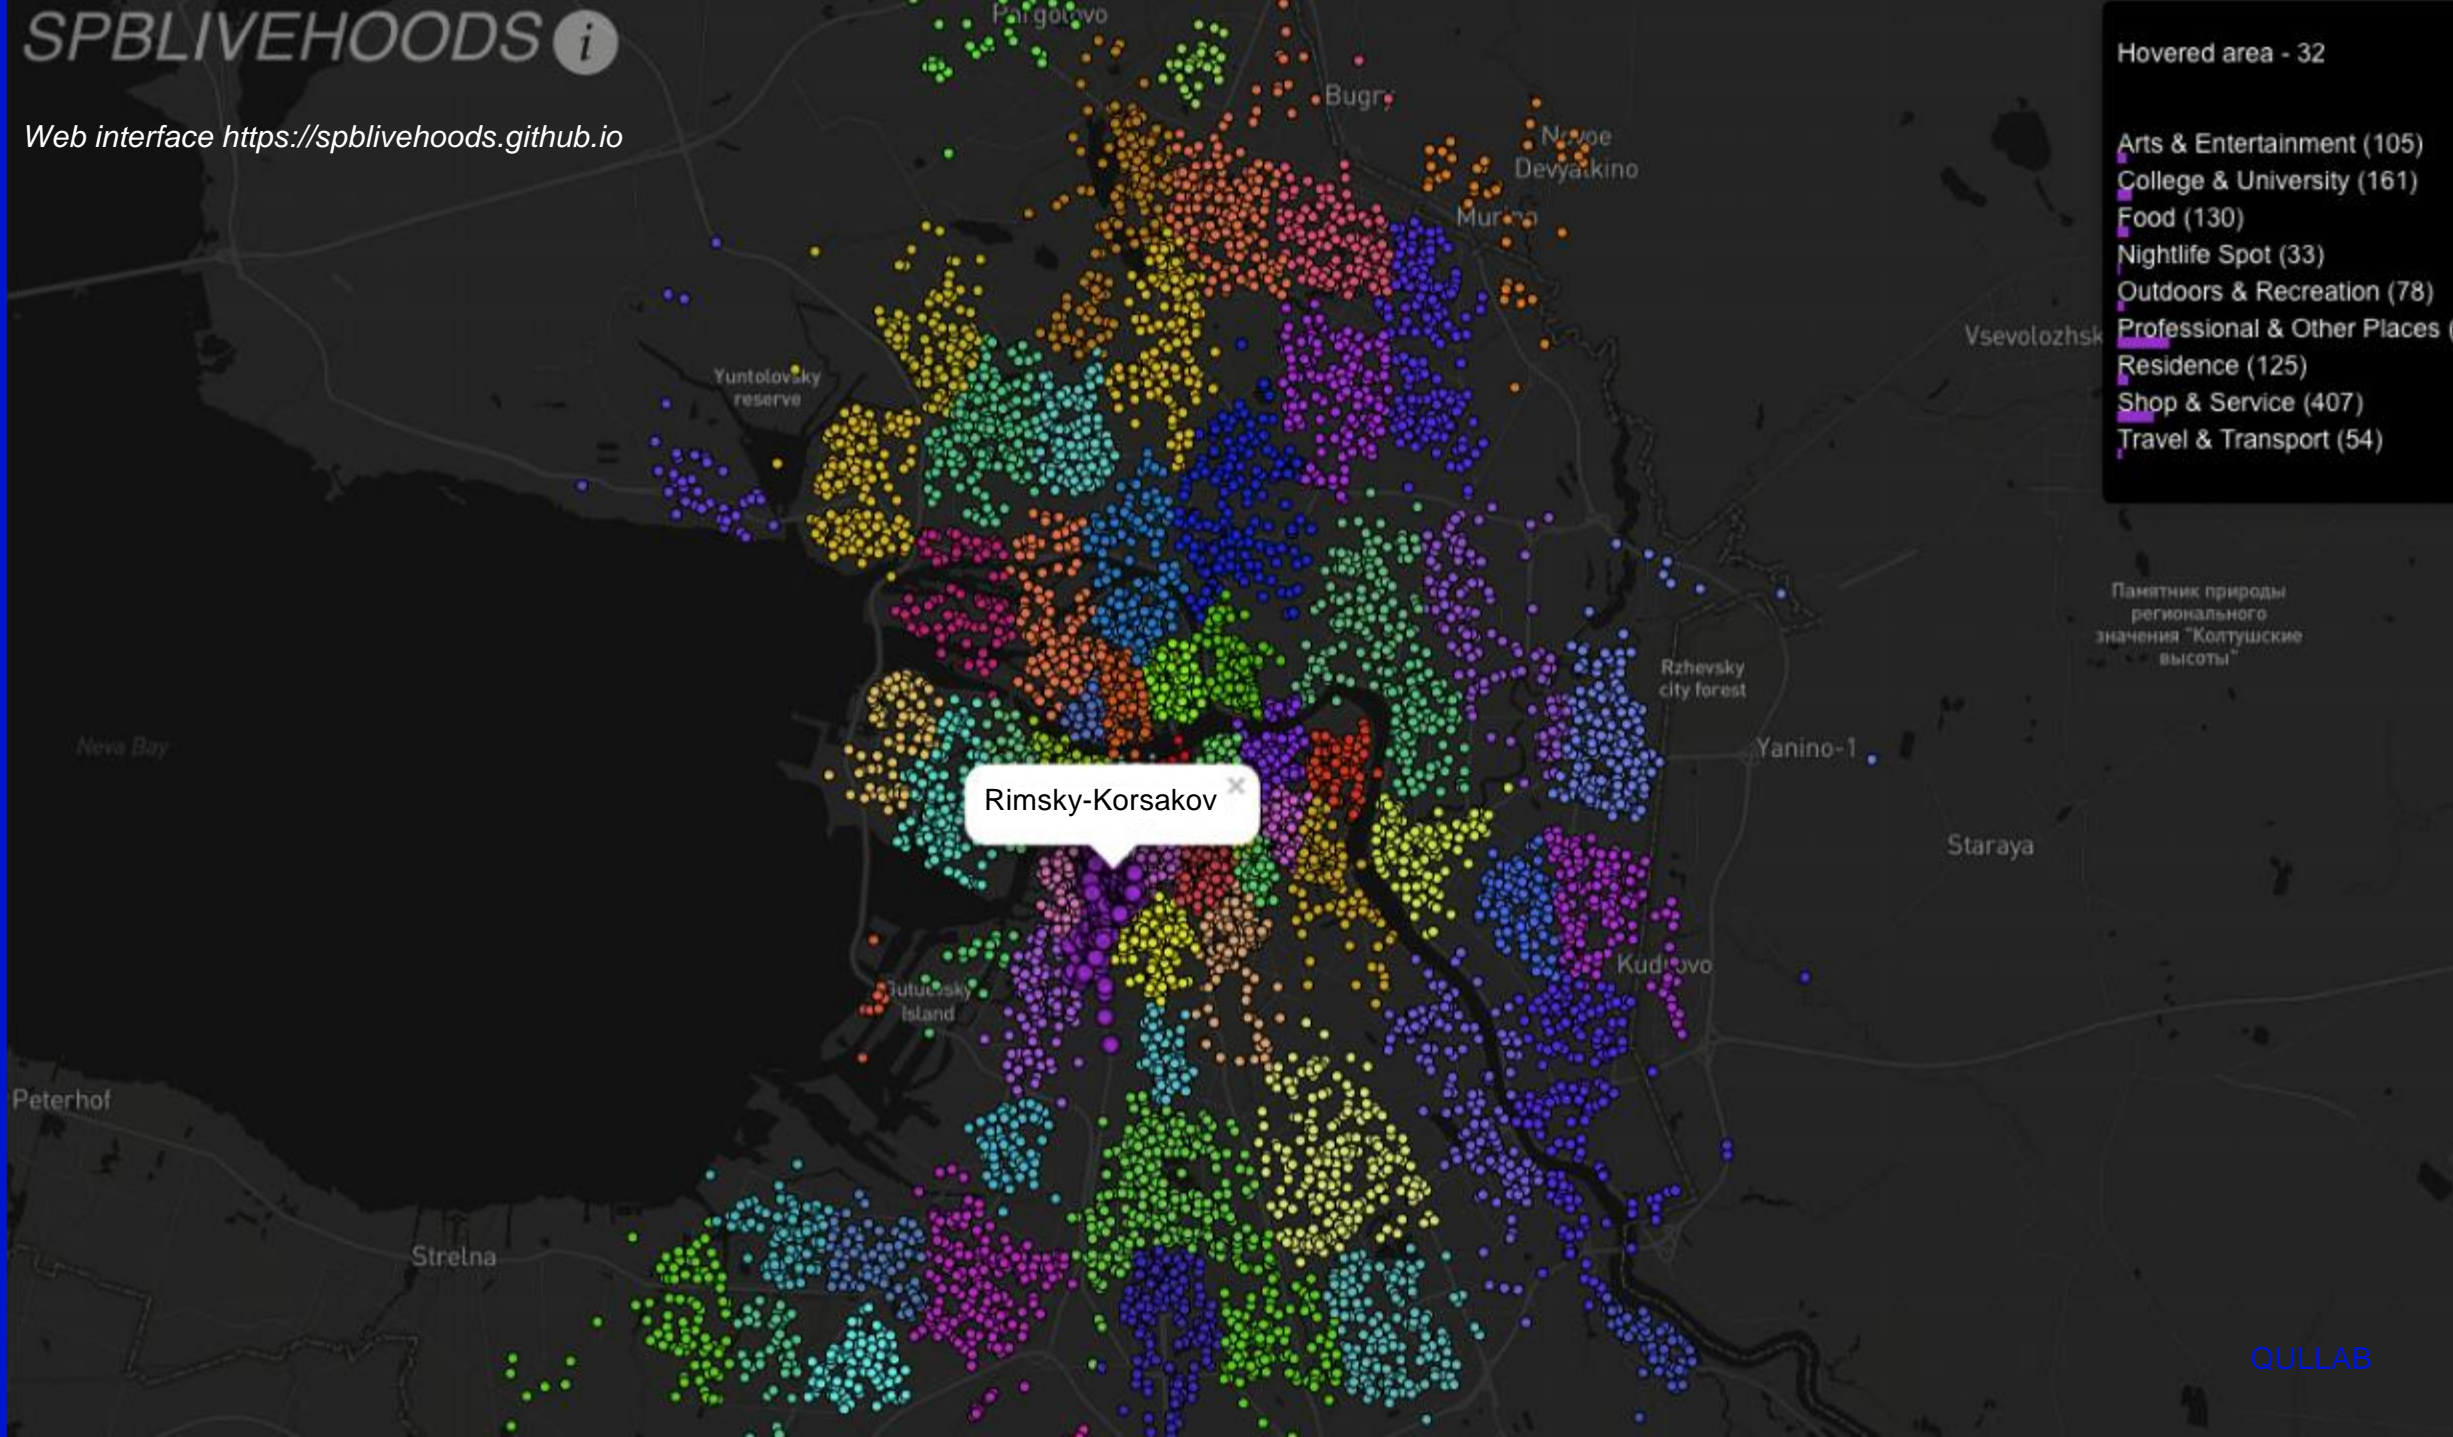 SPBLIVEHOODS i
Web interface https://spblivehoods.github.io
Pargolovo
Bugry
Novoe
Devyatkino
Murino
Vsevolozhsk
Yuntolovsky
reserve
Hovered area - 32
Arts & Entertainment (105)
College & University (161)
Food (130)
Nightlife Spot (33)
Outdoors & Recreation (78)
Professional & Other Places (
Residence (125)
Shop & Service (407)
Travel & Transport (54)
Памятник природы
регионального
значения "Колтушские
высоты"
Rzhevsky
city forest
Neva Bay
Yanino-1
Rimsky-Korsakov ×
Staraya
Kudrovo
Gutuevsky
Island
Peterhof
Strelna
QULLAB